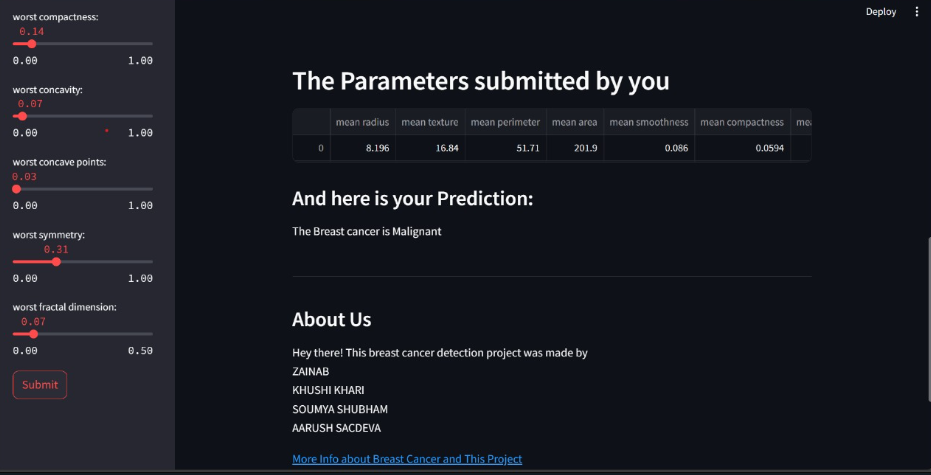 worst compactness:
0.14
0.00 1.00
worst concavity:
0.07
0.00 1.00
worst concave points:
0.03
0.00 1.00
worst symmetry:
0.31
0.00 1.00
worst fractal dimension:
0.07
0.00 0.50
Submit
Deploy
The Parameters submitted by you
mean radius mean texture mean perimeter mean area mean smoothness mean compactness mea
0 8.196 16.84 51.71 201.9 0.086 0.0594
And here is your Prediction:
The Breast cancer is Malignant
About Us
Hey there! This breast cancer detection project was made by
ZAINAB
KHUSHI KHARI
SOUMYA SHUBHAM
AARUSH SACDEVA
More Info about Breast Cancer and This Project